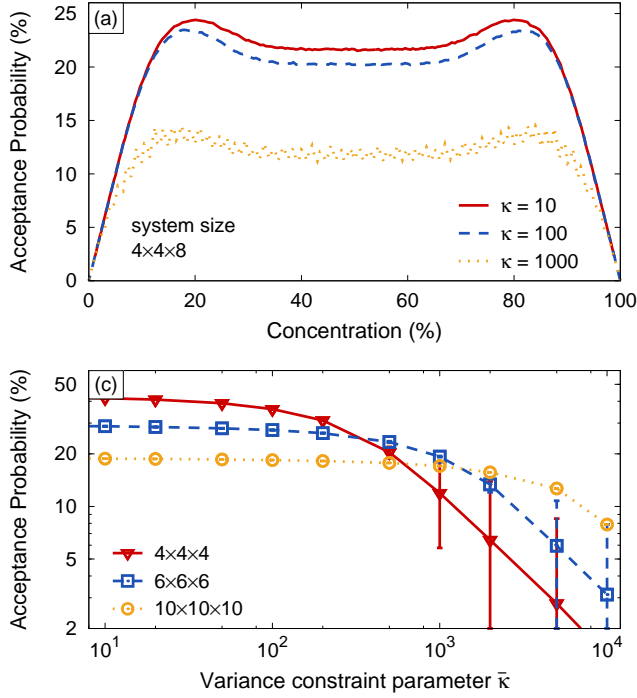 (a)
Acceptance Probability (%)
25
20
15
10
5
0
system size
4×4×8
κ = 10
κ = 100
κ = 1000
0 20 40 60 80 100
Concentration (%)
(c)
Acceptance Probability (%)
50
20
10
5
2
4×4×4
6×6×6
10×10×10
10¹ 10² 10³ 10⁴
Variance constraint parameter κ̄